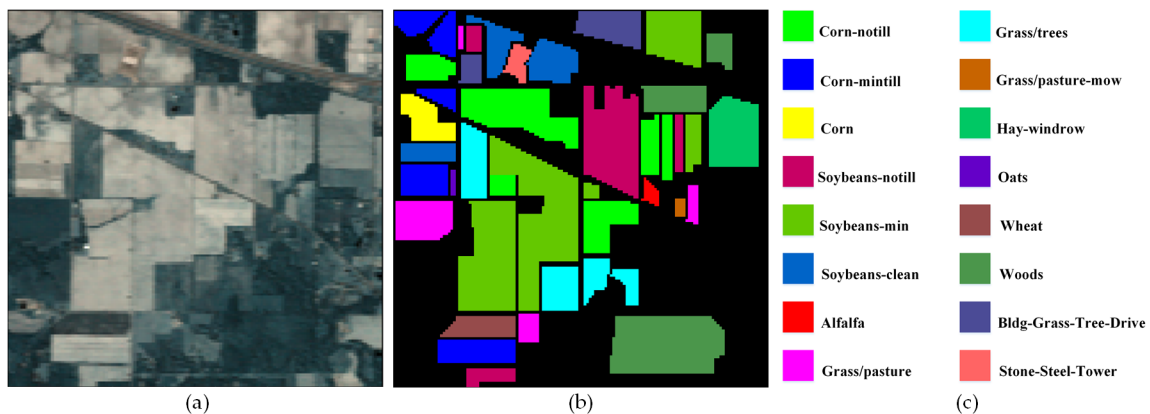 Corn-notill
Grass/trees
Corn-mintill
Grass/pasture-mow
Corn
Hay-windrow
Soybeans-notill
Oats
Soybeans-min
Wheat
Soybeans-clean
Woods
Alfalfa
Bldg-Grass-Tree-Drive
Grass/pasture
Stone-Steel-Tower
(a)
(b)
(c)